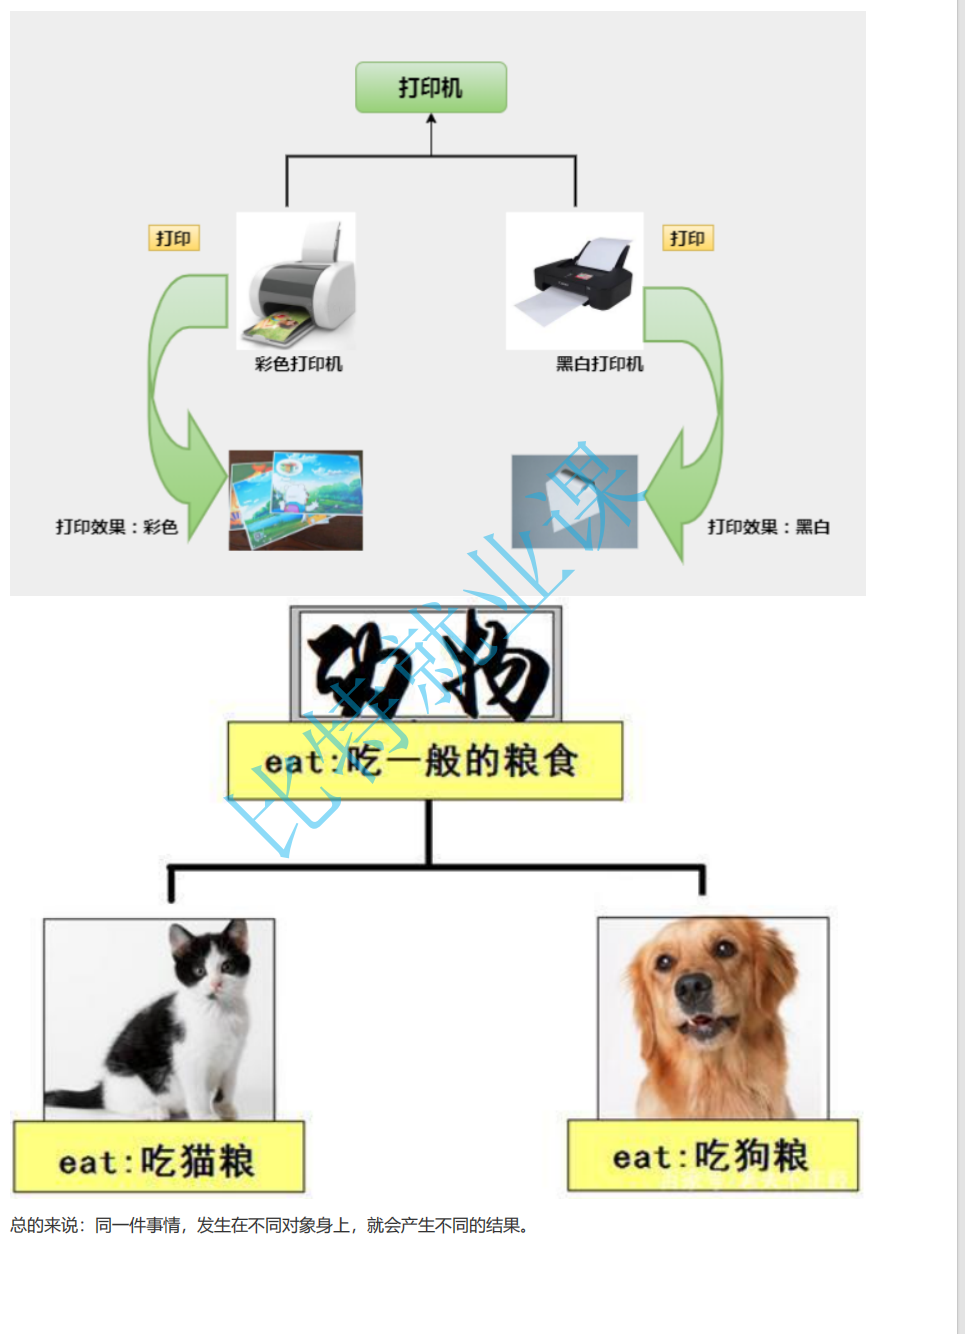 打印机
打印
打印
彩色打印机
黑白打印机
打印效果：彩色
打印效果：黑白
动物
eat:吃一般的粮食
eat:吃猫粮
eat:吃狗粮
总的来说：同一件事情，发生在不同对象身上，就会产生不同的结果。
比特就业课